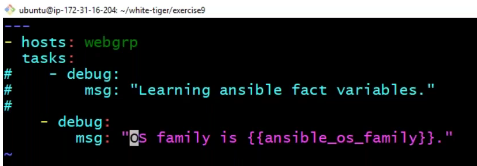 ubuntu@ip-172-31-16-204: ~/white-tiger/exercise9
---
- hosts: webgrp
  tasks:
#    - debug:
#        msg: "Learning ansible fact variables."
#
    - debug:
        msg: "OS family is {{ansible_os_family}}."
~